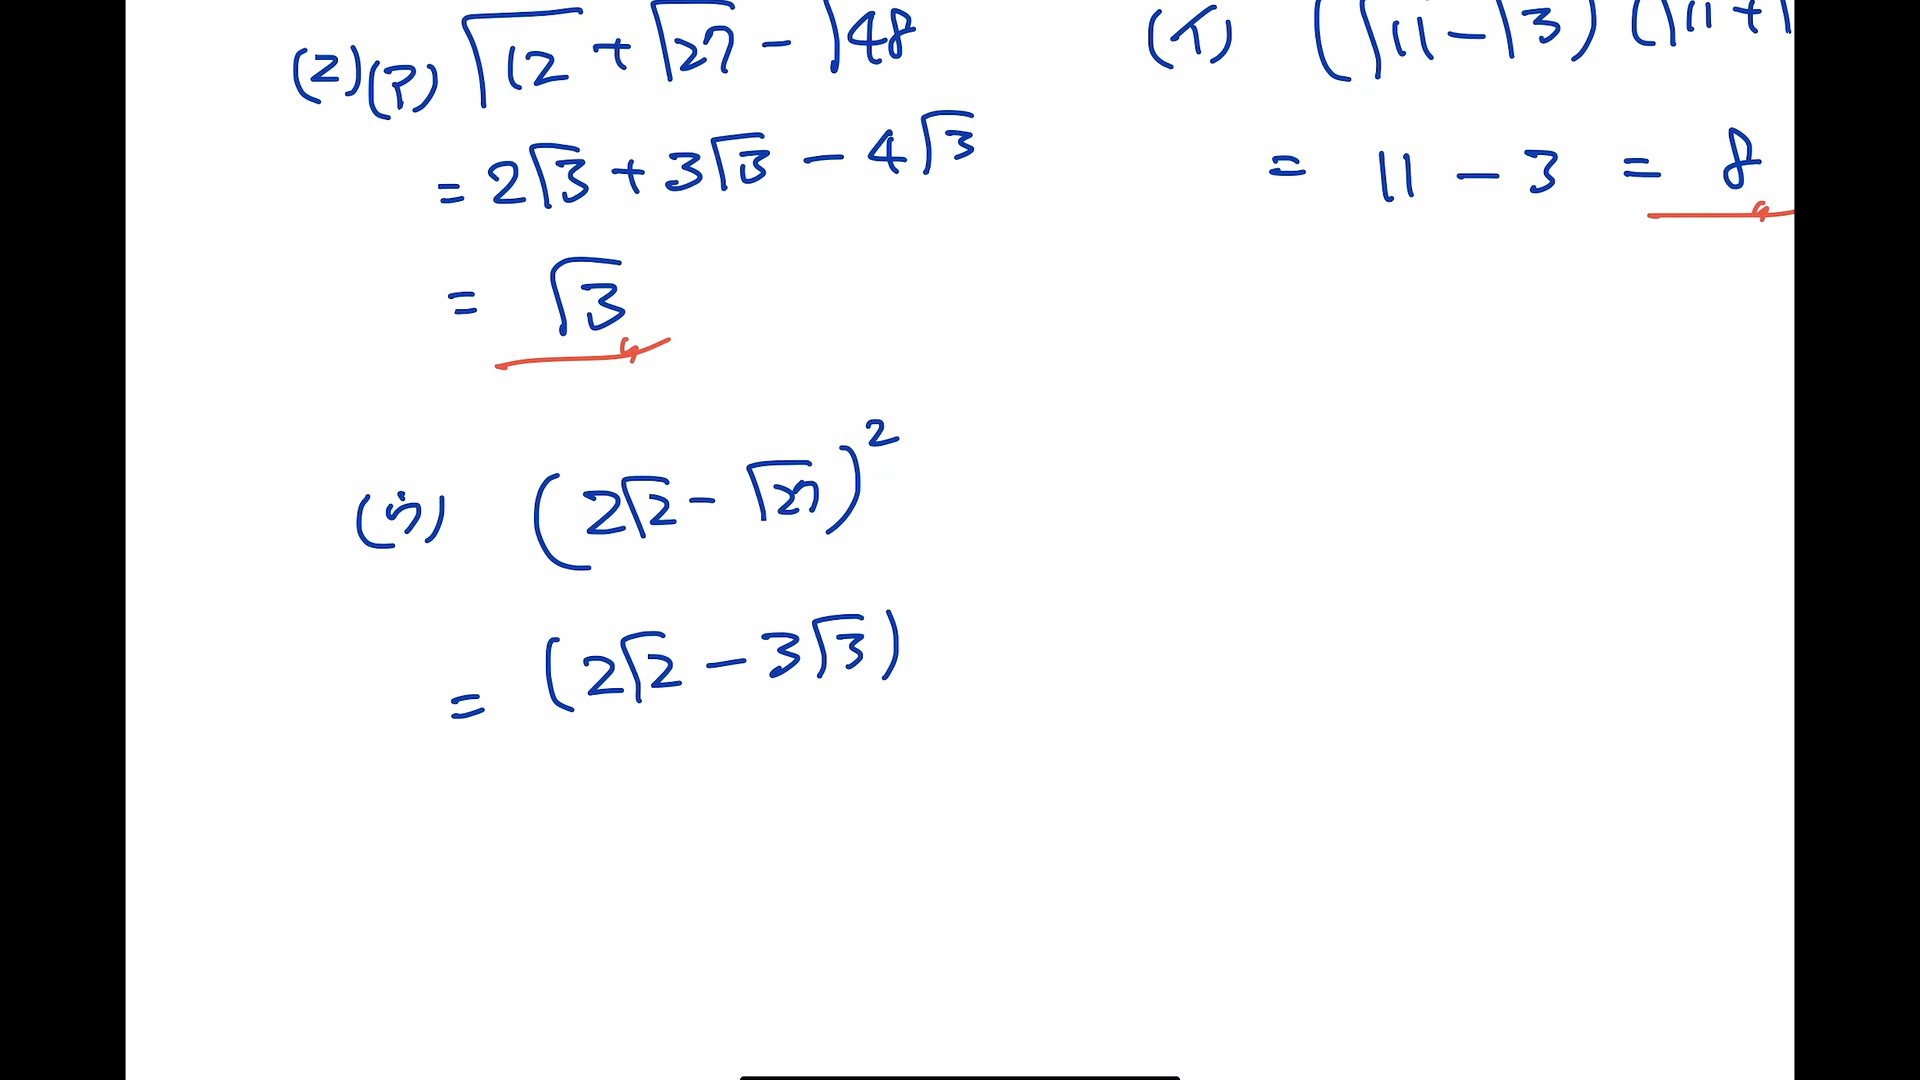 (2)(ア) √12 + √27 - √48
= 2√3 + 3√3 - 4√3
= √3
(イ) (√11 - √3)(√11 +
= 11 - 3 = 8
(ウ) (2√2 - √27)²
= (2√2 - 3√3)